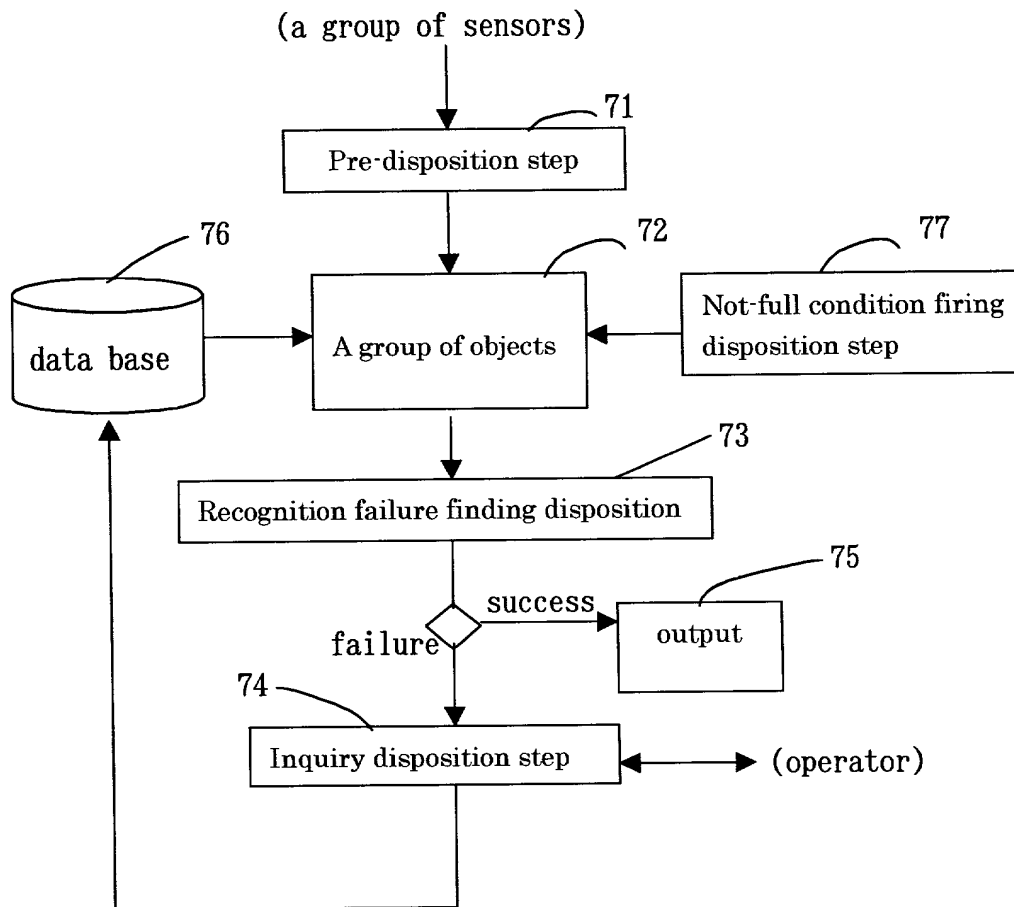 (a group of sensors)
71
Pre-disposition step
76
72
77
data base
A group of objects
Not-full condition firing
disposition step
73
Recognition failure finding disposition
75
success
output
failure
74
Inquiry disposition step
(operator)